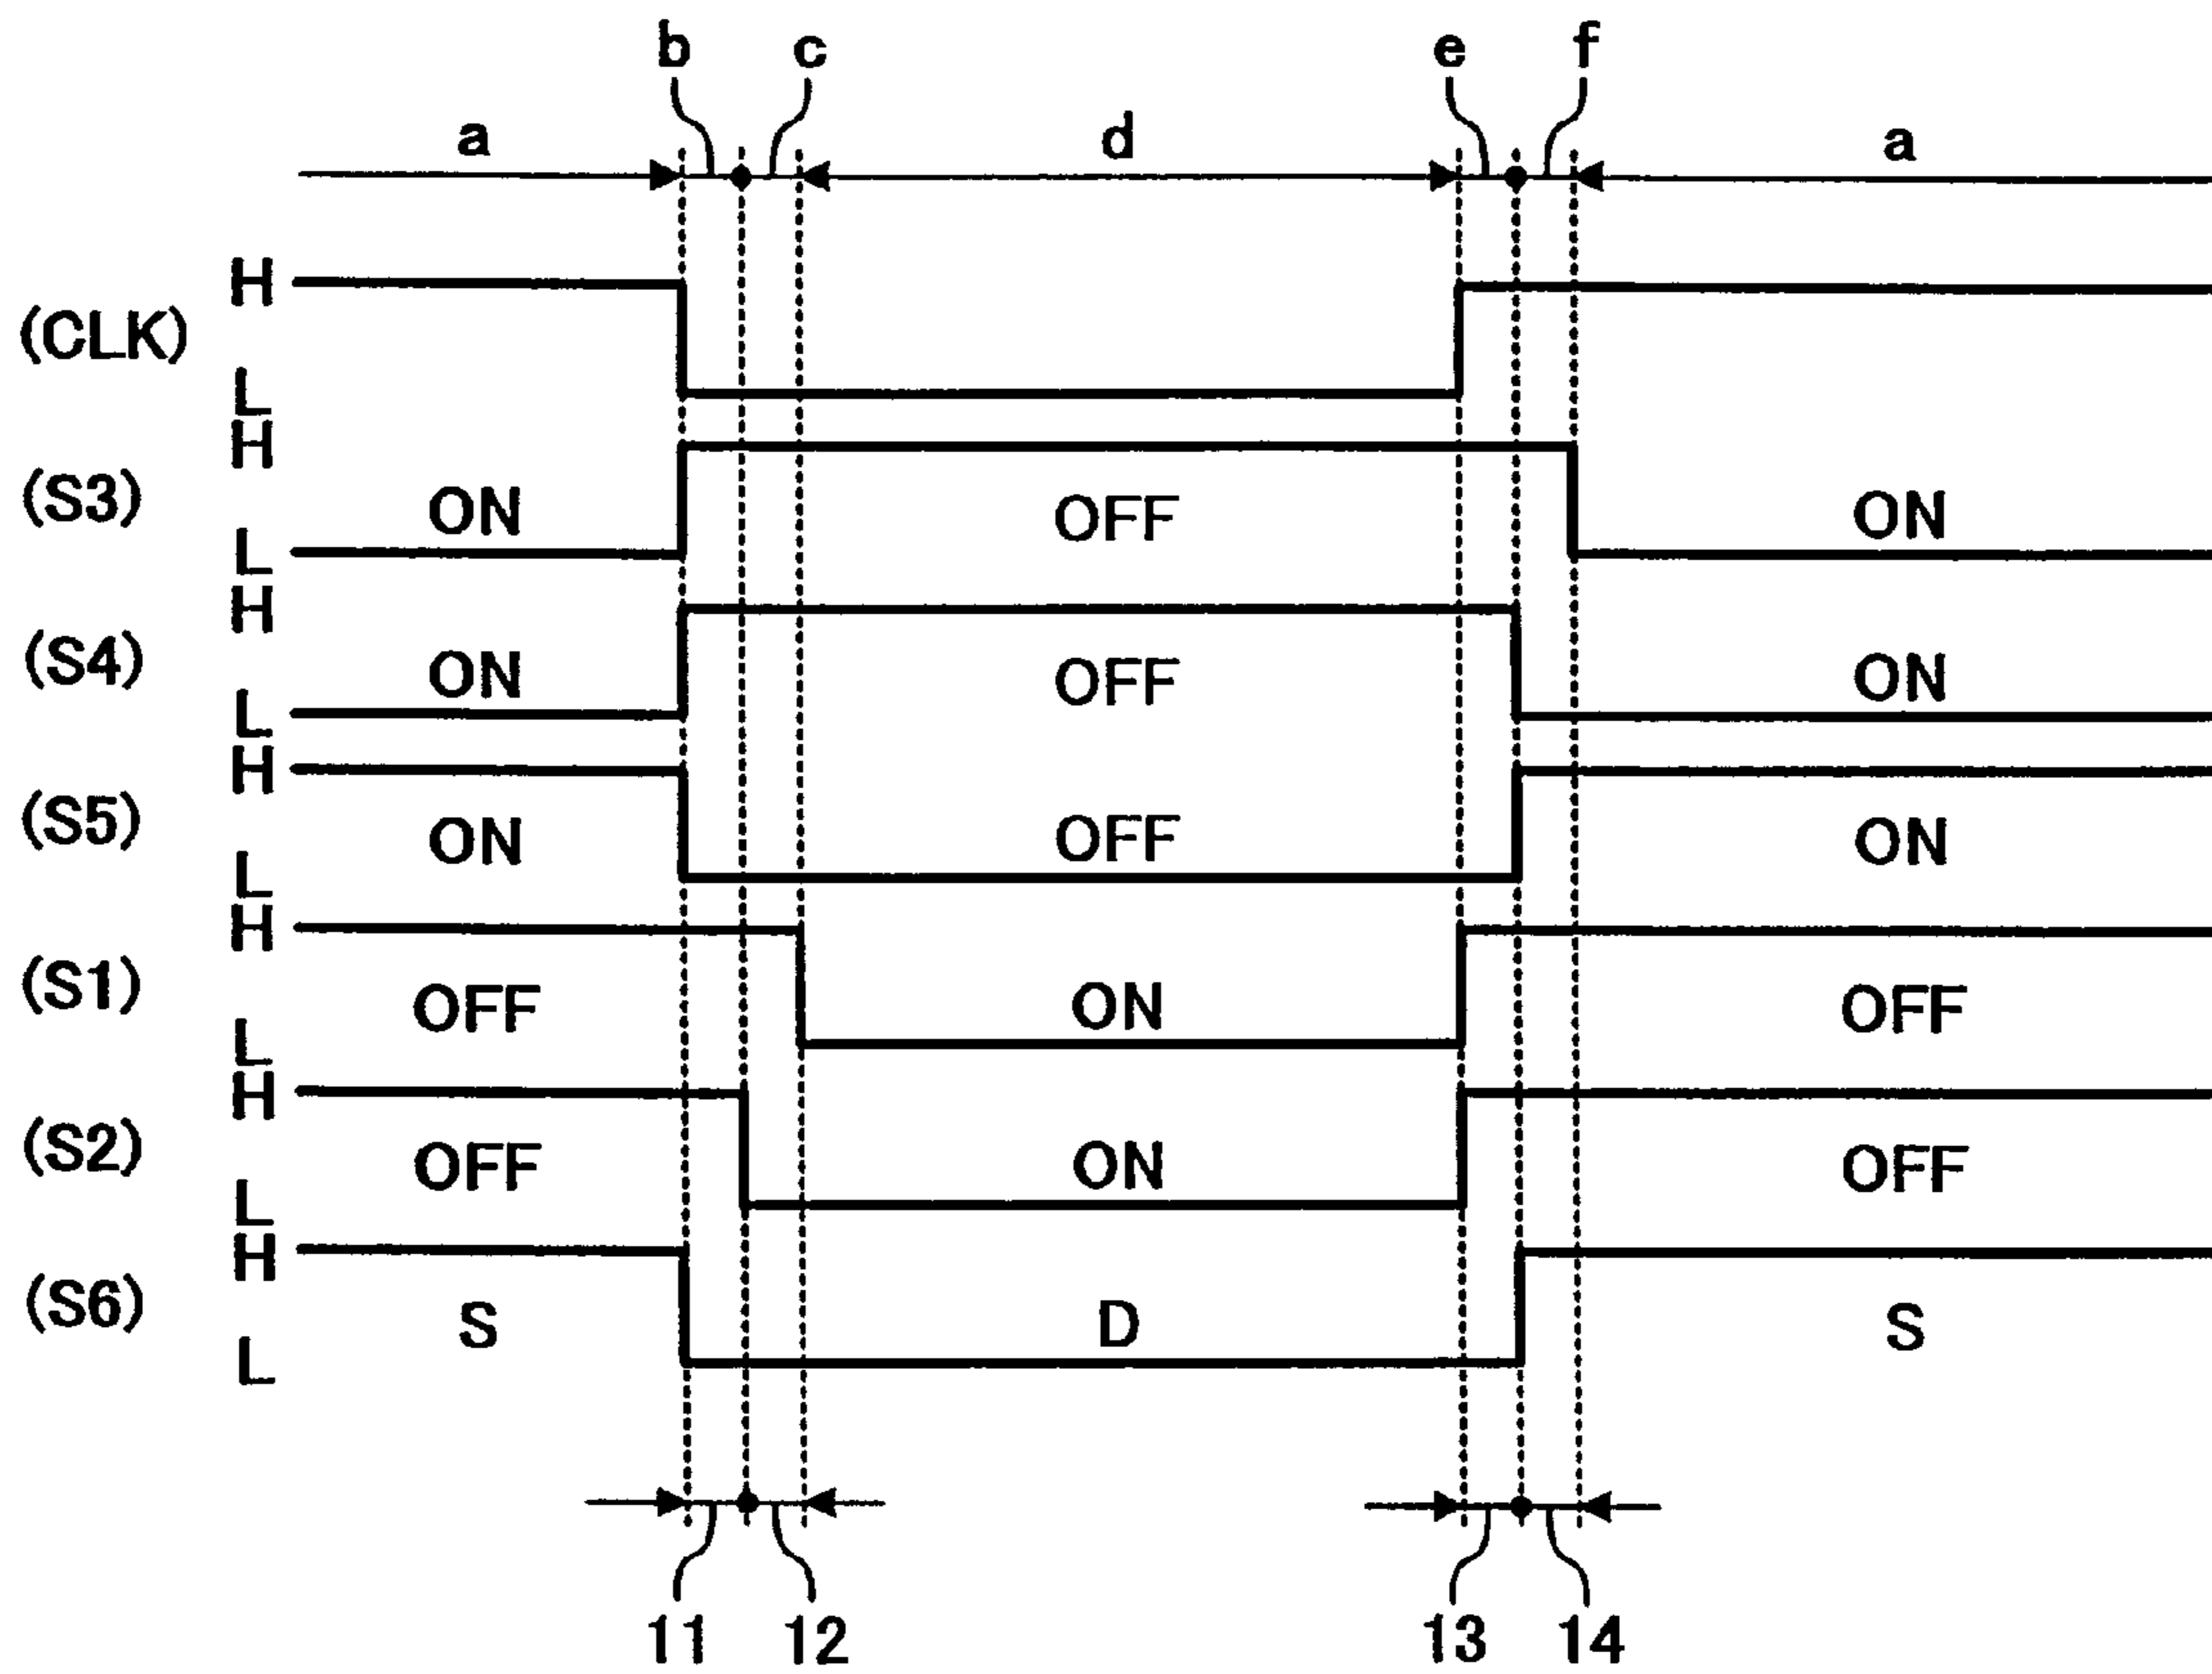 b c e f
a d a
H
(CLK)
L
H
(S3) ON OFF ON
L
H
(S4) ON OFF ON
L
H
(S5) ON OFF ON
L
H
(S1) OFF ON OFF
L
H
(S2) OFF ON OFF
L
H
(S6) S D S
L
11 12 13 14